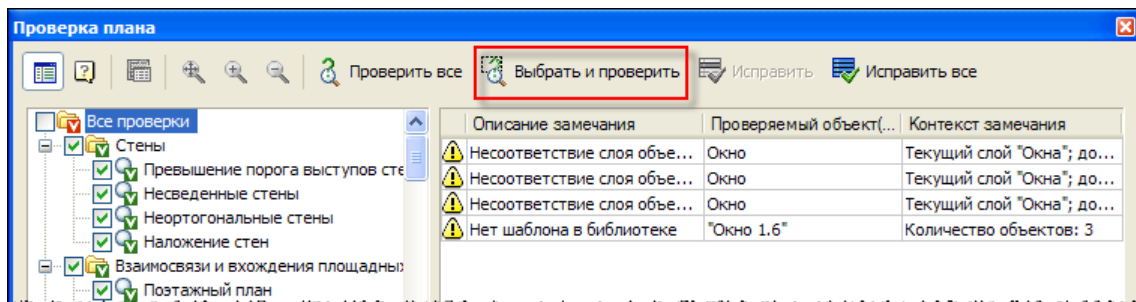 Проверка плана
Проверить все Выбрать и проверить Исправить Исправить все
Все проверки
Стены
Превышение порога выступов сте
Несведенные стены
Неортогональные стены
Наложение стен
Взаимосвязи и вхождения площадных
Поэтажный план
Описание замечания Проверяемый объект(... Контекст замечания
Несоответствие слоя объе... Окно Текущий слой "Окна"; до...
Несоответствие слоя объе... Окно Текущий слой "Окна"; до...
Несоответствие слоя объе... Окно Текущий слой "Окна"; до...
Нет шаблона в библиотеке "Окно 1.6" Количество объектов: 3